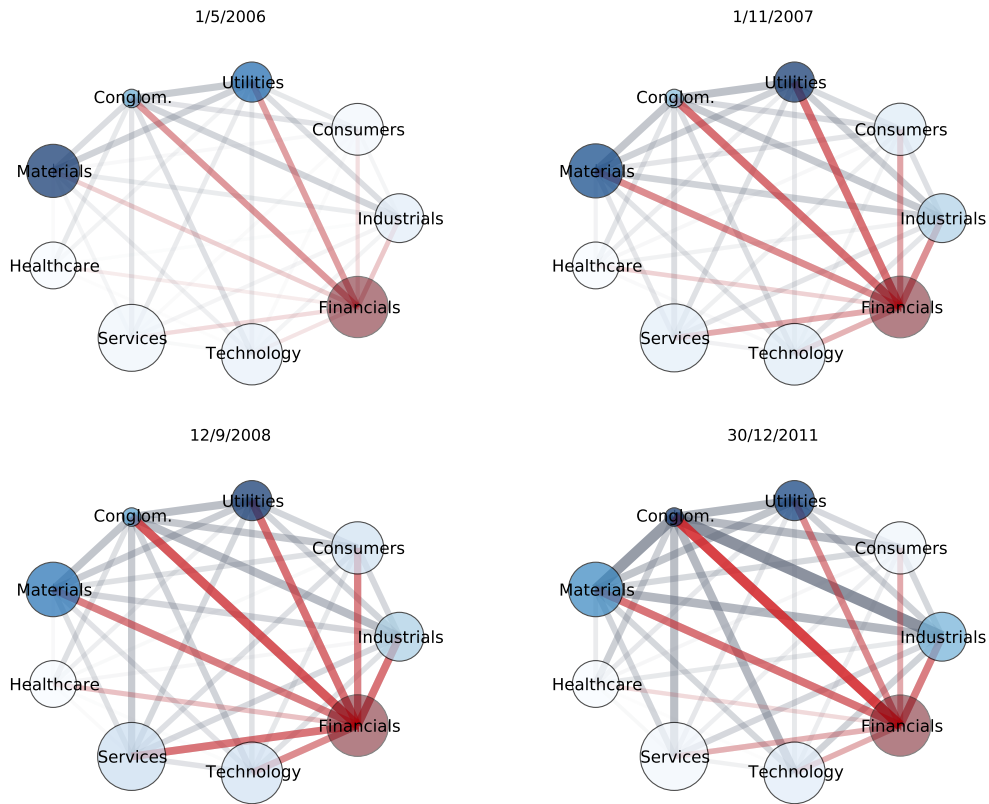 1/5/2006
Utilities
Conglom.
Consumers
Materials
Industrials
Healthcare
Financials
Services
Technology
1/11/2007
Utilities
Conglom.
Consumers
Materials
Industrials
Healthcare
Financials
Services
Technology
12/9/2008
Utilities
Conglom.
Consumers
Materials
Industrials
Healthcare
Financials
Services
Technology
30/12/2011
Utilities
Conglom.
Consumers
Materials
Industrials
Healthcare
Financials
Services
Technology